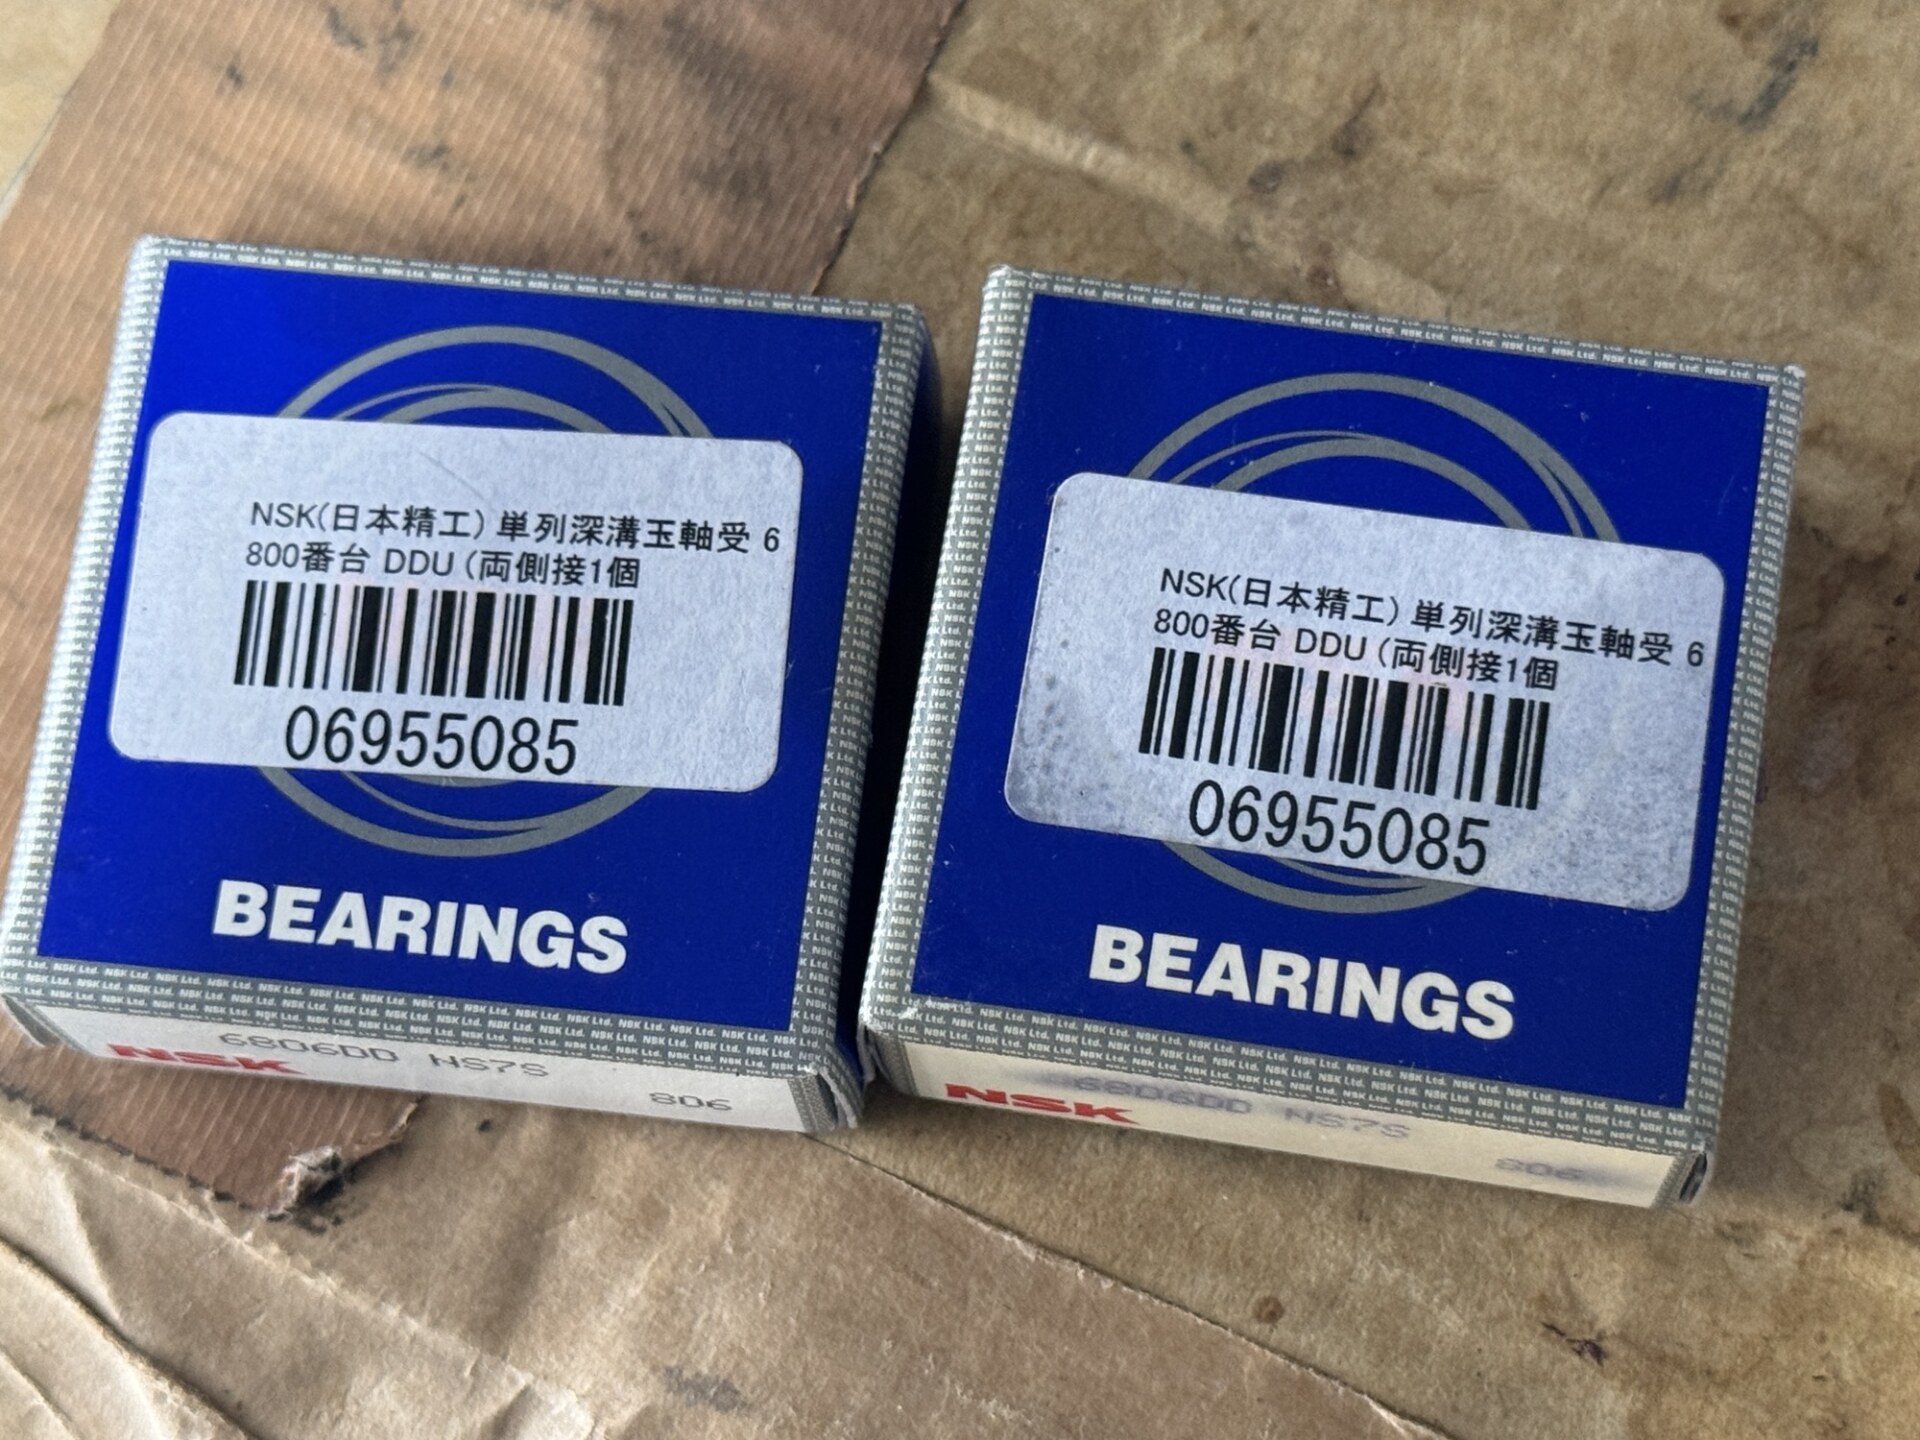 NSK(日本精工) 単列深溝玉軸受 6
800番台 DDU (両側接1個
06955085
BEARINGS
NSK
6806DD NS7S
806
NSK(日本精工) 単列深溝玉軸受 6
800番台 DDU (両側接1個
06955085
BEARINGS
NSK
6806DD NS7S
806